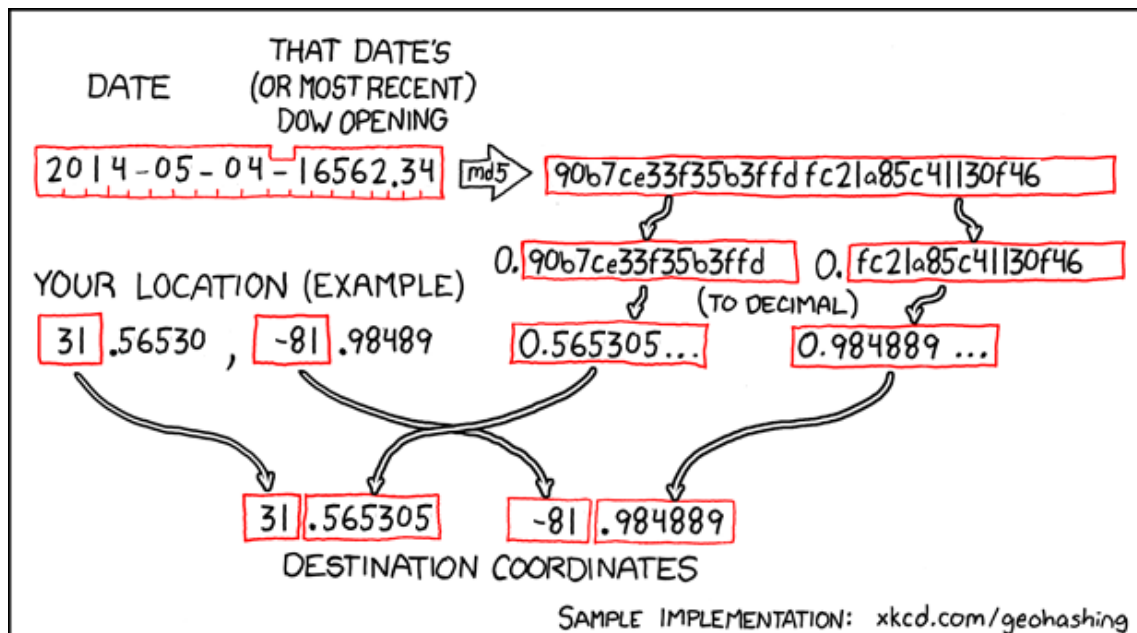 DATE
THAT DATE'S
(OR MOST RECENT)
DOW OPENING
2014-05-04-16562.34
md5
90b7ce33f35b3ffdfc21a85c41130f46
0.90b7ce33f35b3ffd
0.fc21a85c41130f46
(TO DECIMAL)
YOUR LOCATION (EXAMPLE)
31.56530, -81.98489
0.565305...
0.984889...
31.565305
-81.984889
DESTINATION COORDINATES
SAMPLE IMPLEMENTATION: xkcd.com/geohashing